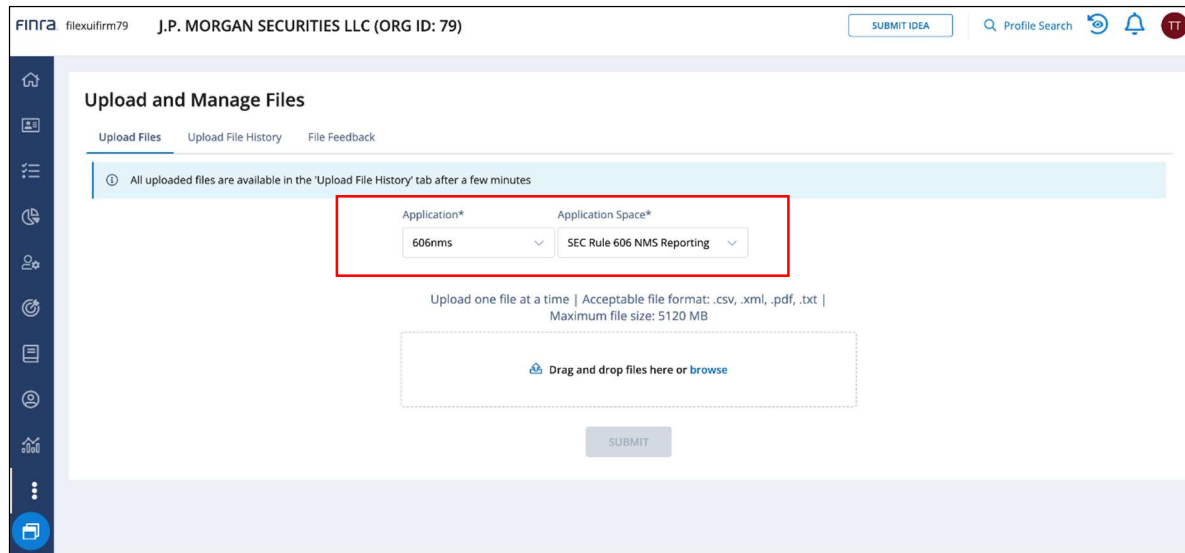 FINRA filexuifirm79 J.P. MORGAN SECURITIES LLC (ORG ID: 79) SUBMIT IDEA Profile Search TT
Upload and Manage Files
Upload Files Upload File History File Feedback
All uploaded files are available in the 'Upload File History' tab after a few minutes
Application* Application Space*
606nms SEC Rule 606 NMS Reporting
Upload one file at a time | Acceptable file format: .csv, .xml, .pdf, .txt |
Maximum file size: 5120 MB
Drag and drop files here or browse
SUBMIT